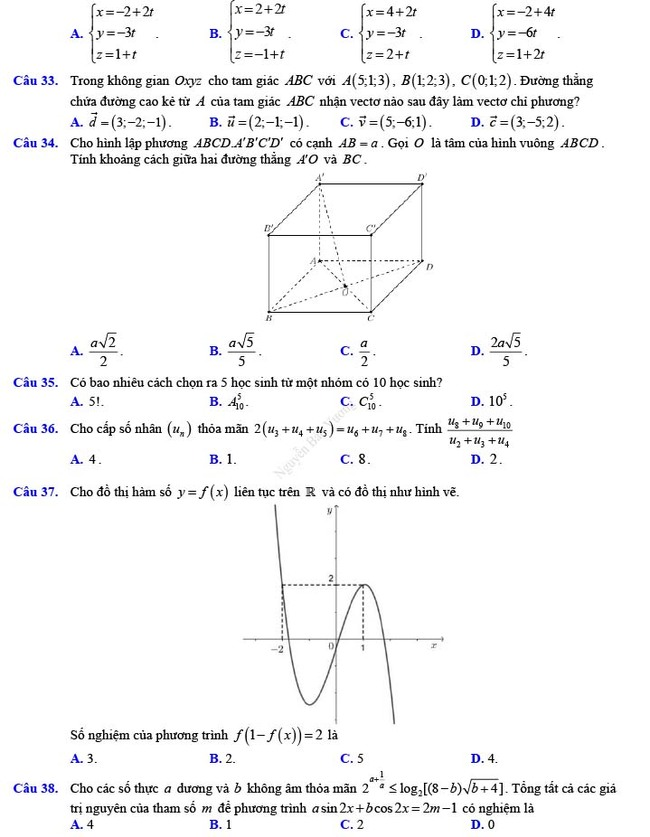 A. { x = −2 + 2t   y = −3t   z = 1 + t .   B. { x = 2 + 2t   y = −3t   z = −1 + t .   C. { x = 4 + 2t   y = −3t   z = 2 + t .   D. { x = −2 + 4t   y = −6t   z = 1 + 2t .
Câu 33. Trong không gian Oxyz cho tam giác ABC với A(5;1;3), B(1;2;3), C(0;1;2). Đường thẳng
chứa đường cao kẻ từ A của tam giác ABC nhận vectơ nào sau đây làm vectơ chỉ phương?
A. d⃗ = (3;−2;−1).   B. u⃗ = (2;−1;−1).   C. v⃗ = (5;−6;1).   D. c⃗ = (3;−5;2).
Câu 34. Cho hình lập phương ABCD.A'B'C'D' có cạnh AB = a. Gọi O là tâm của hình vuông ABCD.
Tính khoảng cách giữa hai đường thẳng A'O và BC.
A' D'
B' C'
A D
O
B C
A. a√2/2.   B. a√5/5.   C. a/2.   D. 2a√5/5.
Câu 35. Có bao nhiêu cách chọn ra 5 học sinh từ một nhóm có 10 học sinh?
A. 5!.   B. A₁₀⁵.   C. C₁₀⁵.   D. 10⁵.
Câu 36. Cho cấp số nhân (uₙ) thỏa mãn 2(u₃ + u₄ + u₅) = u₆ + u₇ + u₈. Tính (u₈ + u₉ + u₁₀)/(u₂ + u₃ + u₄)
A. 4.   B. 1.   C. 8.   D. 2.
Câu 37. Cho đồ thị hàm số y = f(x) liên tục trên ℝ và có đồ thị như hình vẽ.
y
2
−2 0 1 x
Số nghiệm của phương trình f(1 − f(x)) = 2 là
A. 3.   B. 2.   C. 5   D. 4.
Câu 38. Cho các số thực a dương và b không âm thỏa mãn 2^(a+1/a) ≤ log₂[(8 − b)√(b + 4)]. Tổng tất cả các giá
trị nguyên của tham số m để phương trình a sin 2x + b cos 2x = 2m − 1 có nghiệm là
A. 4   B. 1   C. 2   D. 0